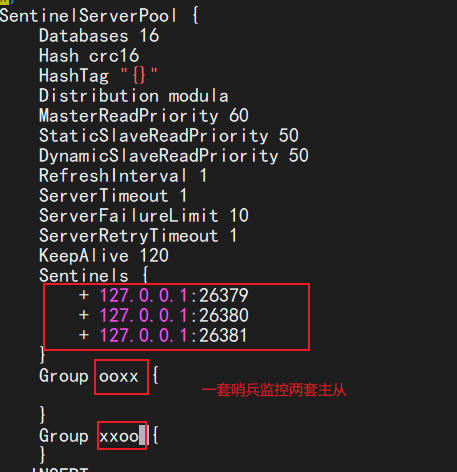 SentinelServerPool {
Databases 16
Hash crc16
HashTag "{}"
Distribution modula
MasterReadPriority 60
StaticSlaveReadPriority 50
DynamicSlaveReadPriority 50
RefreshInterval 1
ServerTimeout 1
ServerFailureLimit 10
ServerRetryTimeout 1
KeepAlive 120
Sentinels {
+ 127.0.0.1:26379
+ 127.0.0.1:26380
+ 127.0.0.1:26381
}
Group ooxx {
一套哨兵监控两套主从
}
Group xxoo {
}